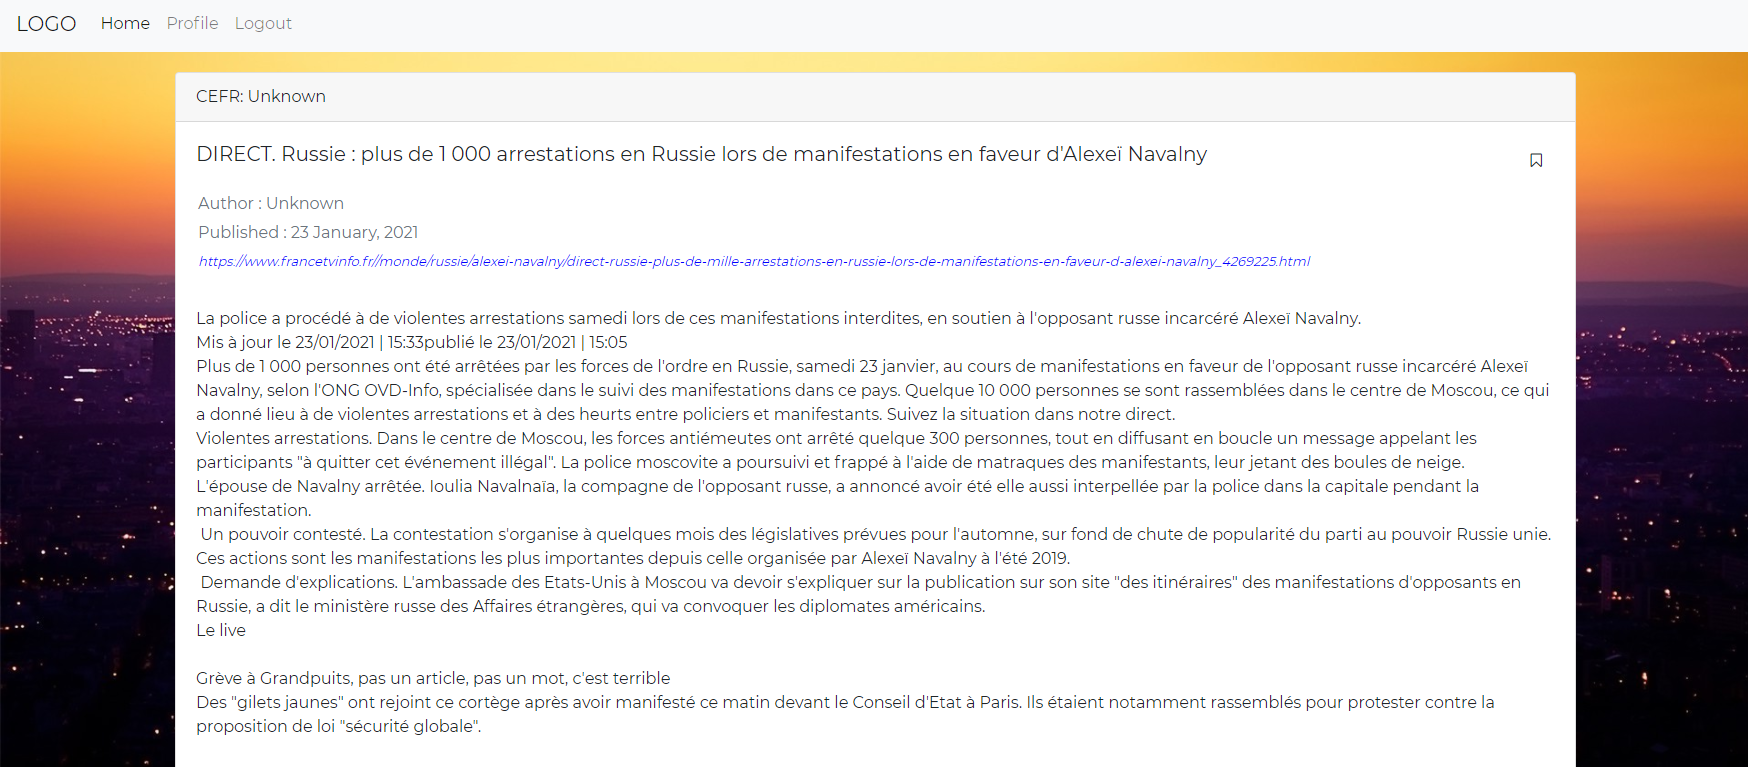 LOGO Home Profile Logout
CEFR: Unknown
DIRECT. Russie : plus de 1 000 arrestations en Russie lors de manifestations en faveur d'Alexeï Navalny
Author : Unknown
Published : 23 January, 2021
https://www.francetvinfo.fr//monde/russie/alexei-navalny/direct-russie-plus-de-mille-arrestations-en-russie-lors-de-manifestations-en-faveur-d-alexei-navalny_4269225.html
La police a procédé à de violentes arrestations samedi lors de ces manifestations interdites, en soutien à l'opposant russe incarcéré Alexeï Navalny.
Mis à jour le 23/01/2021 | 15:33publié le 23/01/2021 | 15:05
Plus de 1 000 personnes ont été arrêtées par les forces de l'ordre en Russie, samedi 23 janvier, au cours de manifestations en faveur de l'opposant russe incarcéré Alexeï
Navalny, selon l'ONG OVD-Info, spécialisée dans le suivi des manifestations dans ce pays. Quelque 10 000 personnes se sont rassemblées dans le centre de Moscou, ce qui
a donné lieu à de violentes arrestations et à des heurts entre policiers et manifestants. Suivez la situation dans notre direct.
Violentes arrestations. Dans le centre de Moscou, les forces antiémeutes ont arrêté quelque 300 personnes, tout en diffusant en boucle un message appelant les
participants "à quitter cet événement illégal". La police moscovite a poursuivi et frappé à l'aide de matraques des manifestants, leur jetant des boules de neige.
L'épouse de Navalny arrêtée. Ioulia Navalnaïa, la compagne de l'opposant russe, a annoncé avoir été elle aussi interpellée par la police dans la capitale pendant la
manifestation.
Un pouvoir contesté. La contestation s'organise à quelques mois des législatives prévues pour l'automne, sur fond de chute de popularité du parti au pouvoir Russie unie.
Ces actions sont les manifestations les plus importantes depuis celle organisée par Alexeï Navalny à l'été 2019.
Demande d'explications. L'ambassade des Etats-Unis à Moscou va devoir s'expliquer sur la publication sur son site "des itinéraires" des manifestations d'opposants en
Russie, a dit le ministère russe des Affaires étrangères, qui va convoquer les diplomates américains.
Le live
Grève à Grandpuits, pas un article, pas un mot, c'est terrible
Des "gilets jaunes" ont rejoint ce cortège après avoir manifesté ce matin devant le Conseil d'Etat à Paris. Ils étaient notamment rassemblés pour protester contre la
proposition de loi "sécurité globale".